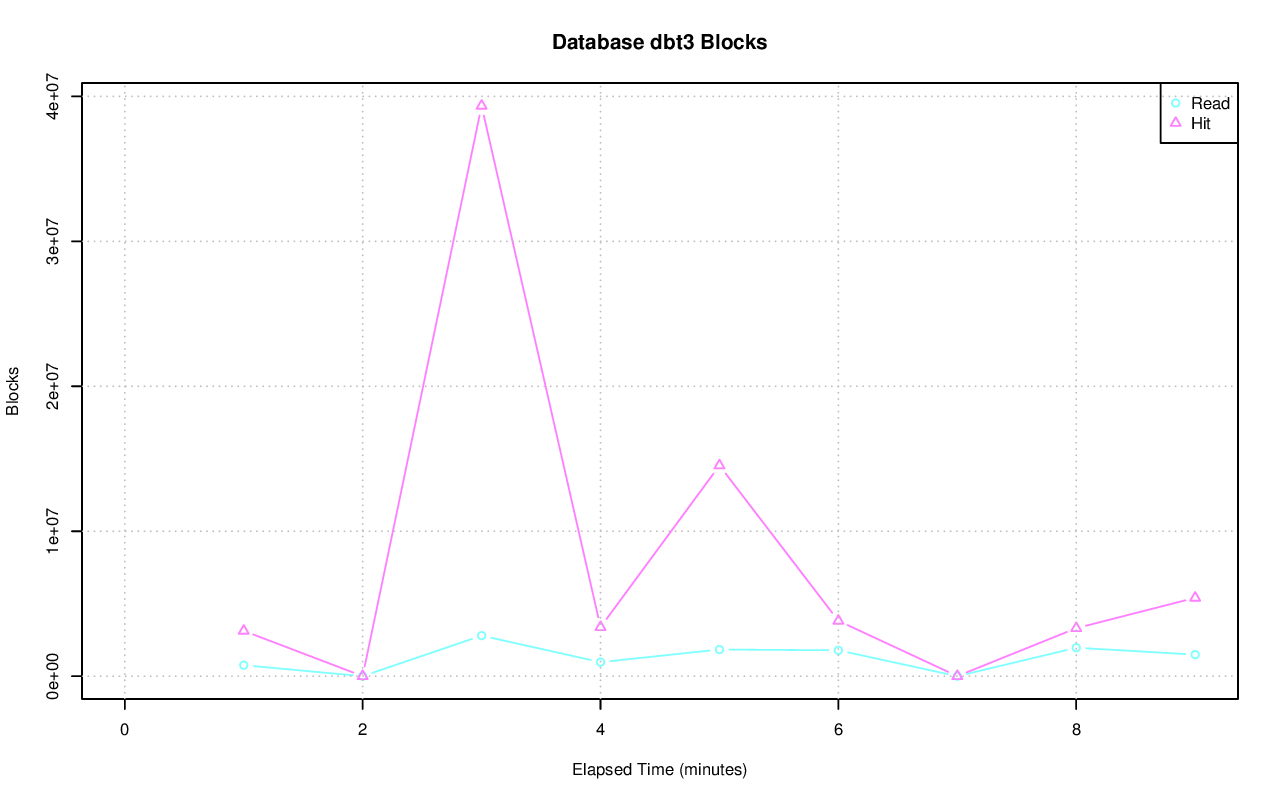 Database dbt3 Blocks
Read
Hit
Blocks
4e+07
3e+07
2e+07
1e+07
0e+00
0 2 4 6 8
Elapsed Time (minutes)